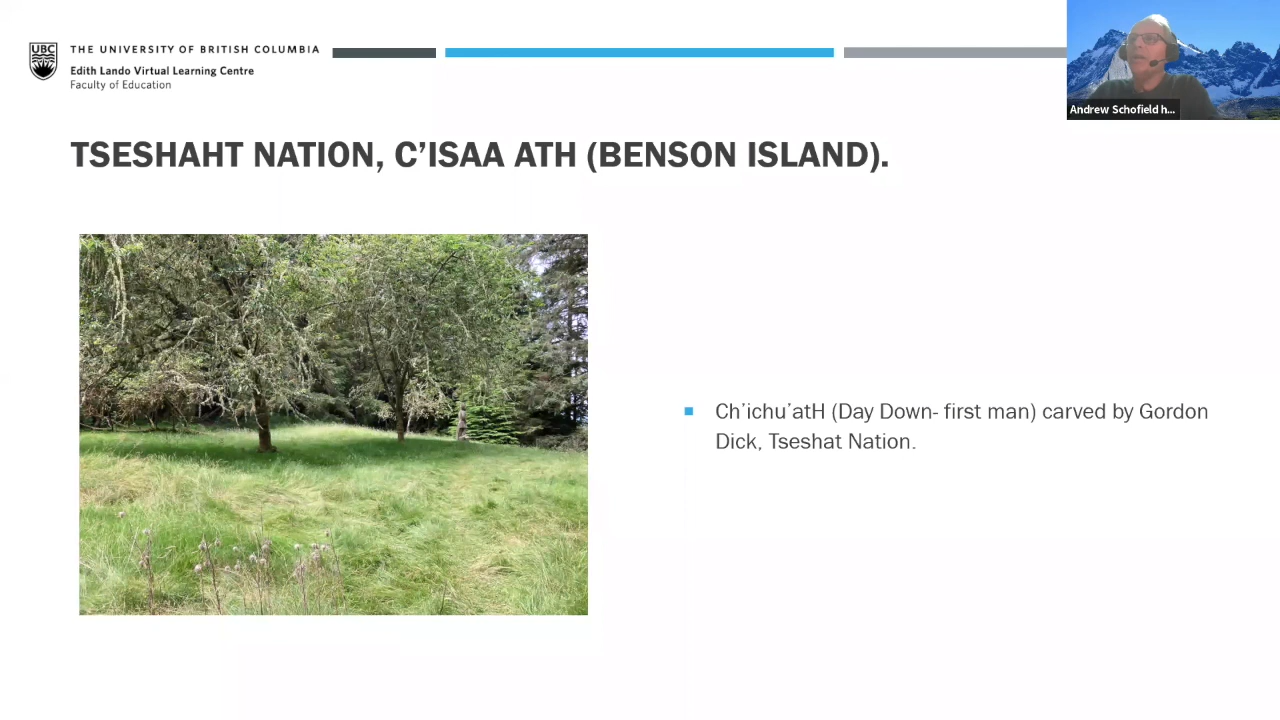 UBC
THE UNIVERSITY OF BRITISH COLUMBIA
Edith Lando Virtual Learning Centre
Faculty of Education
Andrew Schofield h...
TSESHAHT NATION, C’ISAA ATH (BENSON ISLAND).
Ch’ichu’atH (Day Down- first man) carved by Gordon
Dick, Tseshat Nation.